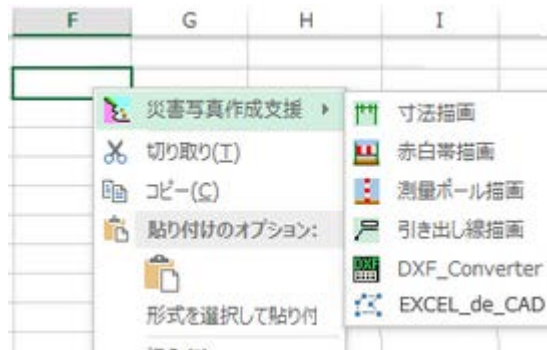 F G H I
災害写真作成支援
切り取り(T)
コピー(C)
貼り付けのオプション:
形式を選択して貼り付
寸法描画
赤白帯描画
測量ポール描画
引き出し線描画
DXF_Converter
EXCEL_de_CAD